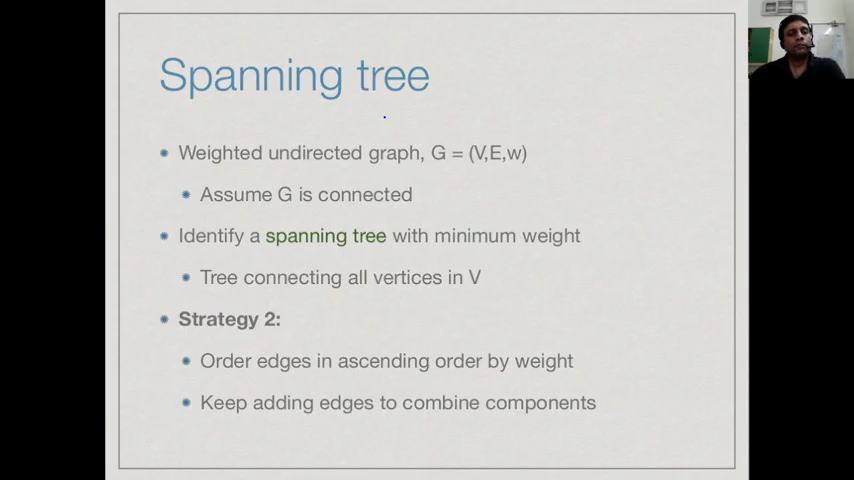 Spanning tree
Weighted undirected graph, G = (V,E,w)
Assume G is connected
Identify a spanning tree with minimum weight
Tree connecting all vertices in V
Strategy 2:
Order edges in ascending order by weight
Keep adding edges to combine components